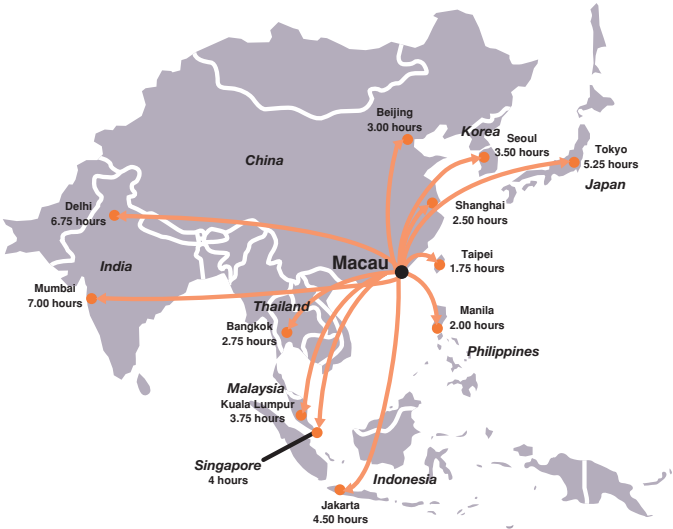 Beijing
3.00 hours
Korea
Seoul
3.50 hours
Tokyo
5.25 hours
China
Japan
Delhi
6.75 hours
Shanghai
2.50 hours
Taipei
1.75 hours
Macau
India
Mumbai
7.00 hours
Thailand
Bangkok
2.75 hours
Manila
2.00 hours
Philippines
Malaysia
Kuala Lumpur
3.75 hours
Singapore
4 hours
Indonesia
Jakarta
4.50 hours